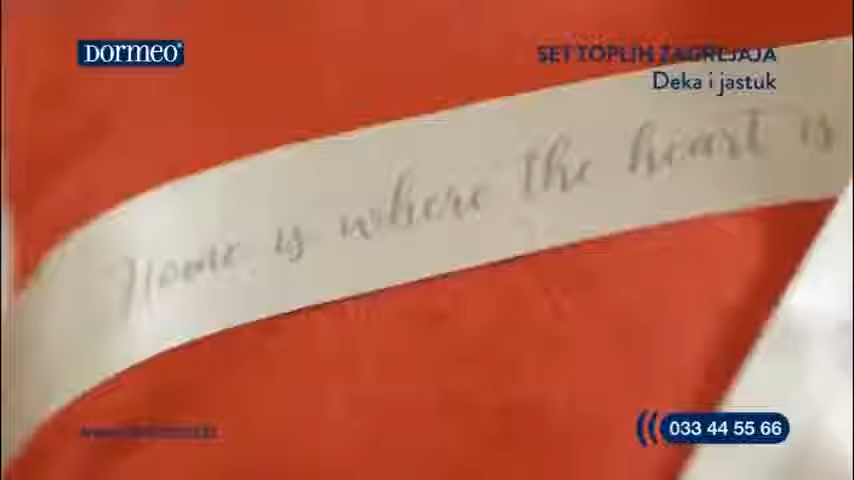 DORMEO
SET TOPLIH ZAGRLJAJA
Deka i jastuk
Home is where the heart is
033 44 55 66